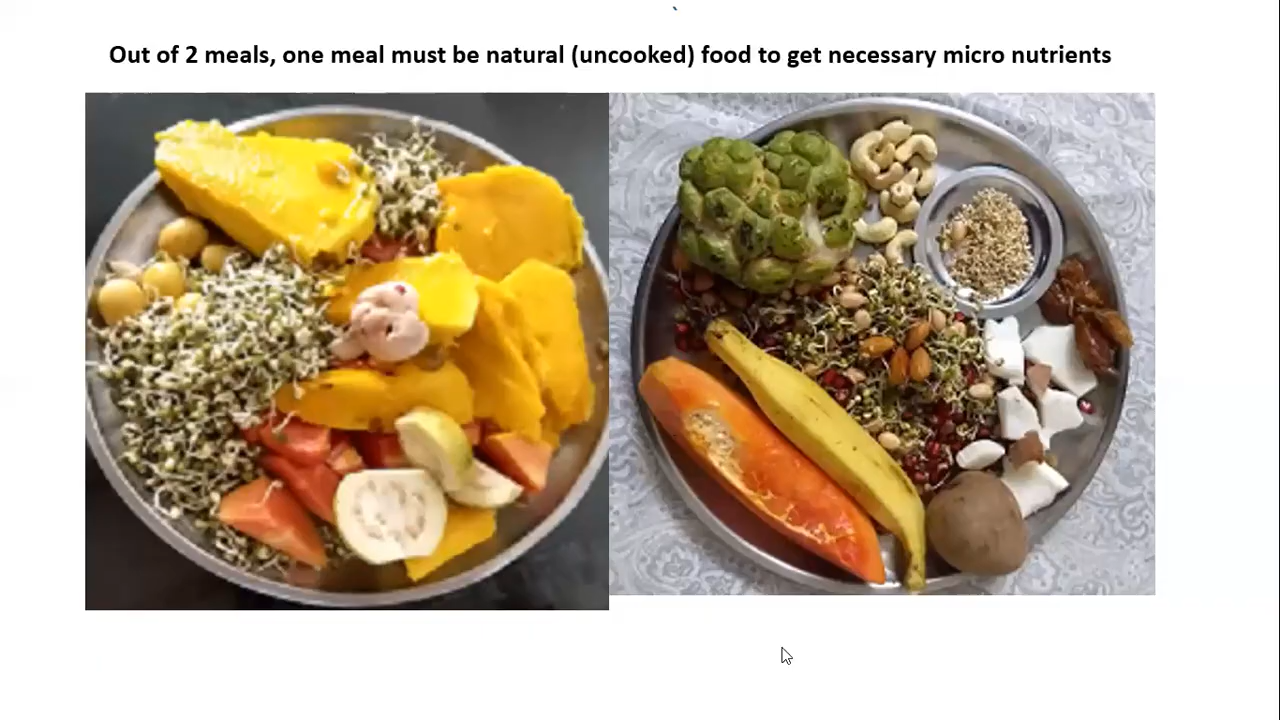 Out of 2 meals, one meal must be natural (uncooked) food to get necessary micro nutrients